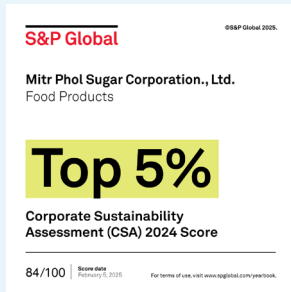 ©S&P Global 2025.
S&P Global
Mitr Phol Sugar Corporation., Ltd.
Food Products
Top 5%
Corporate Sustainability
Assessment (CSA) 2024 Score
84/100
Score date
February 5, 2025
For terms of use, visit www.spglobal.com/yearbook.